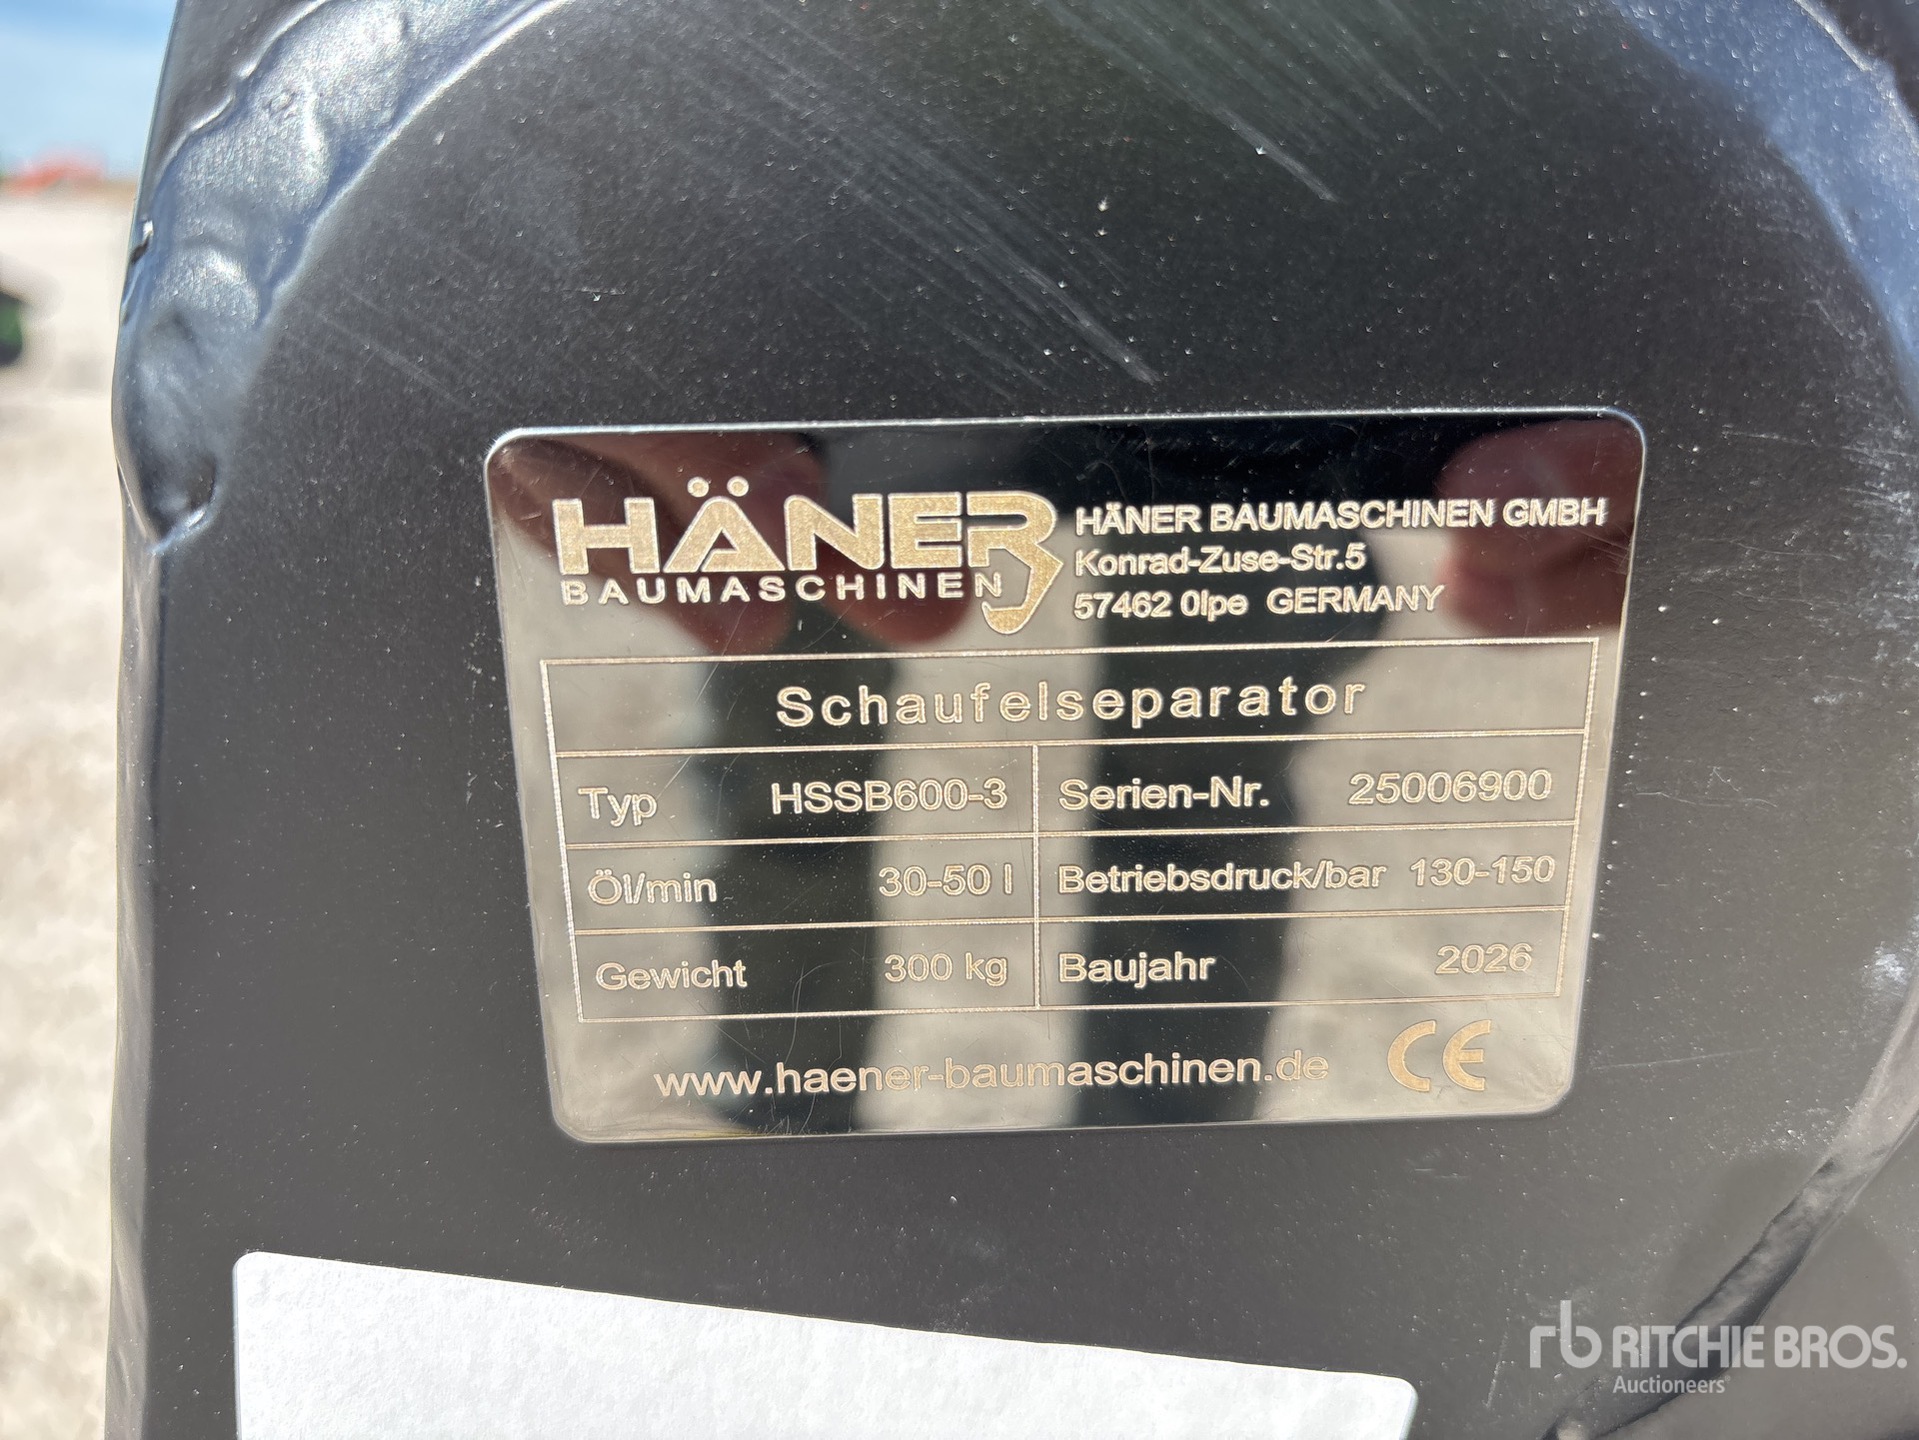 HÄNER
BAUMASCHINEN
HÄNER BAUMASCHINEN GMBH
Konrad-Zuse-Str.5
57462 Olpe GERMANY
Schaufelseparator
Typ HSSB600-3 Serien-Nr. 25006900
Öl/min 30-50 l Betriebsdruck/bar 130-150
Gewicht 300 kg Baujahr 2026
www.haener-baumaschinen.de CE
rb RITCHIE BROS.
Auctioneers